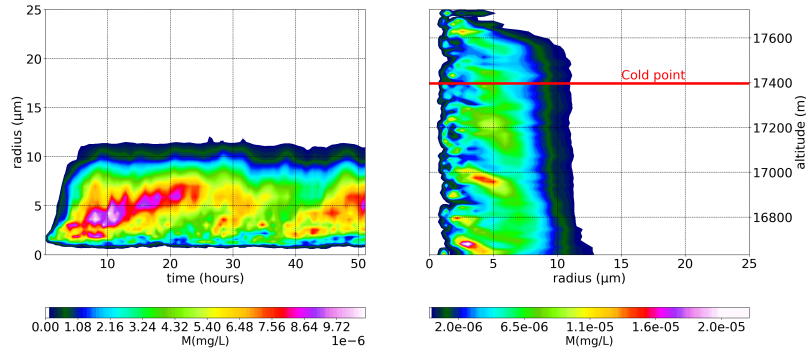 25
20
15
10
5
0
radius (μm)
10
20
30
40
50
time (hours)
0.00 1.08 2.16 3.24 4.32 5.40 6.48 7.56 8.64 9.72
M(mg/L)
1e−6
Cold point
17600
17400
17200
17000
16800
altitude (m)
0
5
10
15
20
25
radius (μm)
2.0e-06 6.5e-06 1.1e-05 1.6e-05 2.0e-05
M(mg/L)